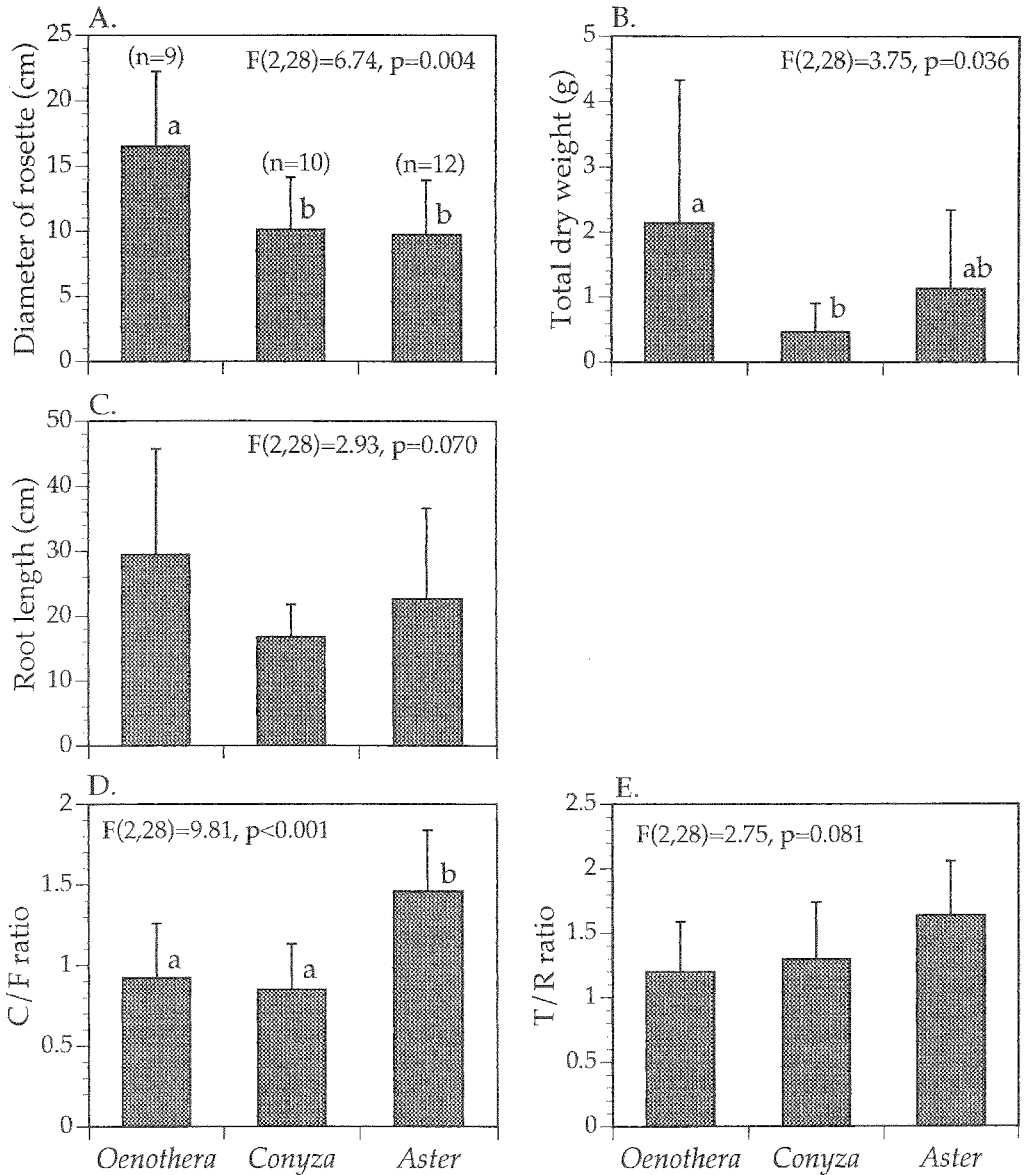 A.
Diameter of rosette (cm)
25
20
15
10
5
0
(n=9)
F(2,28)=6.74, p=0.004
a
(n=10)
b
(n=12)
b
B.
Total dry weight (g)
5
4
3
2
1
0
F(2,28)=3.75, p=0.036
a
b
ab
C.
Root length (cm)
50
40
30
20
10
0
F(2,28)=2.93, p=0.070
D.
C/F ratio
2
1.5
1
0.5
0
F(2,28)=9.81, p<0.001
a
a
b
Oenothera Conyza Aster
E.
T/R ratio
2.5
2
1.5
1
0.5
0
F(2,28)=2.75, p=0.081
Oenothera Conyza Aster